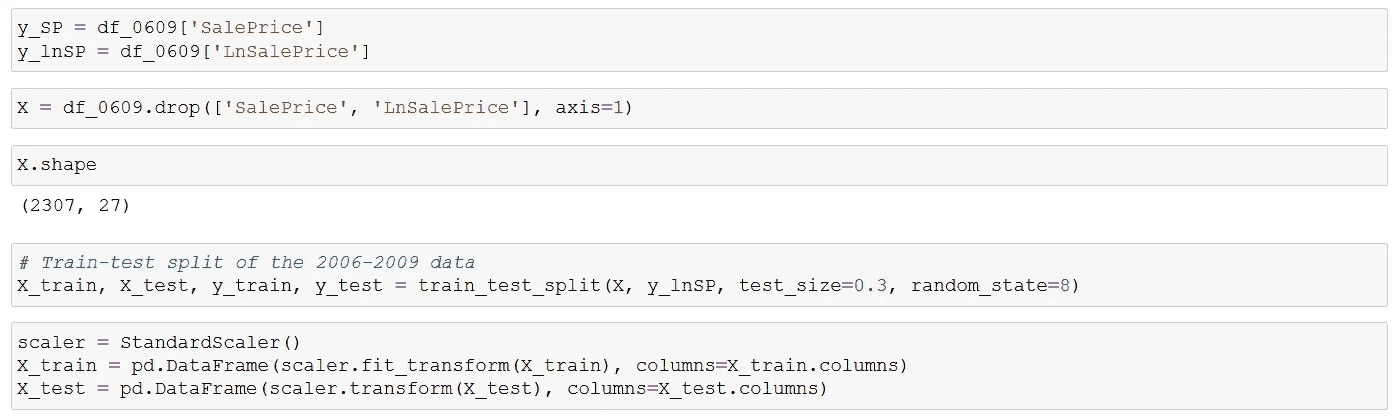 y_SP = df_0609['SalePrice']
y_lnSP = df_0609['LnSalePrice']
X = df_0609.drop(['SalePrice', 'LnSalePrice'], axis=1)
X.shape
(2307, 27)
# Train-test split of the 2006-2009 data
X_train, X_test, y_train, y_test = train_test_split(X, y_lnSP, test_size=0.3, random_state=8)
scaler = StandardScaler()
X_train = pd.DataFrame(scaler.fit_transform(X_train), columns=X_train.columns)
X_test = pd.DataFrame(scaler.transform(X_test), columns=X_test.columns)